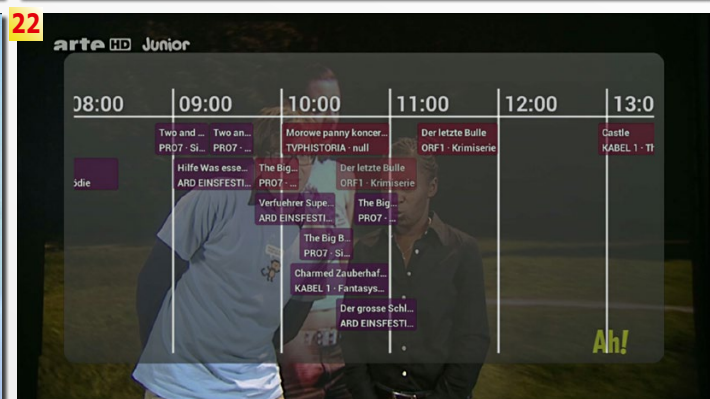 22
arte HD Junior
08:00 09:00 10:00 11:00 12:00 13:0
Two and ... Two an... Morowe panny koncer... Der letzte Bulle Castle
PRO7 · Si... PRO7 · ... TVPHISTORIA · null ORF1 · Krimiserie KABEL 1 · Th
Hilfe Was esse... The Big... Der letzte Bulle
ödie ARD EINSFESTI... PRO7 · ... ORF1 · Krimiserie
Verfuehrer Supe... The Big...
ARD EINSFESTI... PRO7 · ...
The Big B...
PRO7 · Si...
Charmed Zauberhaf...
KABEL 1 · Fantasys...
Der grosse Schl...
ARD EINSFESTI...
Ah!